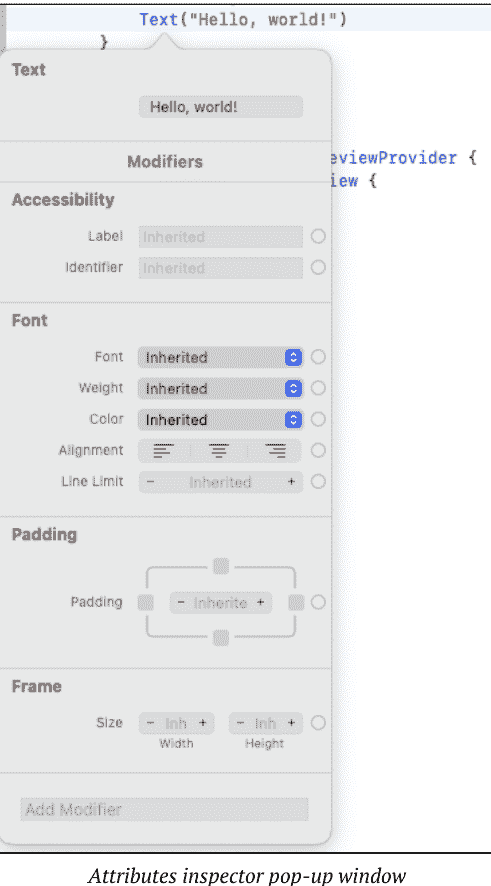 Text("Hello, world!")
}
Text
Hello, world!
Modifiers
eviewProvider {
iew {
Accessibility
Label Inherited
Identifier Inherited
Font
Font Inherited
Weight Inherited
Color Inherited
Alignment
Line Limit - Inherited +
Padding
Padding - Inherite +
Frame
Size - Inh + - Inh +
Width Height
Add Modifier
Attributes inspector pop-up window